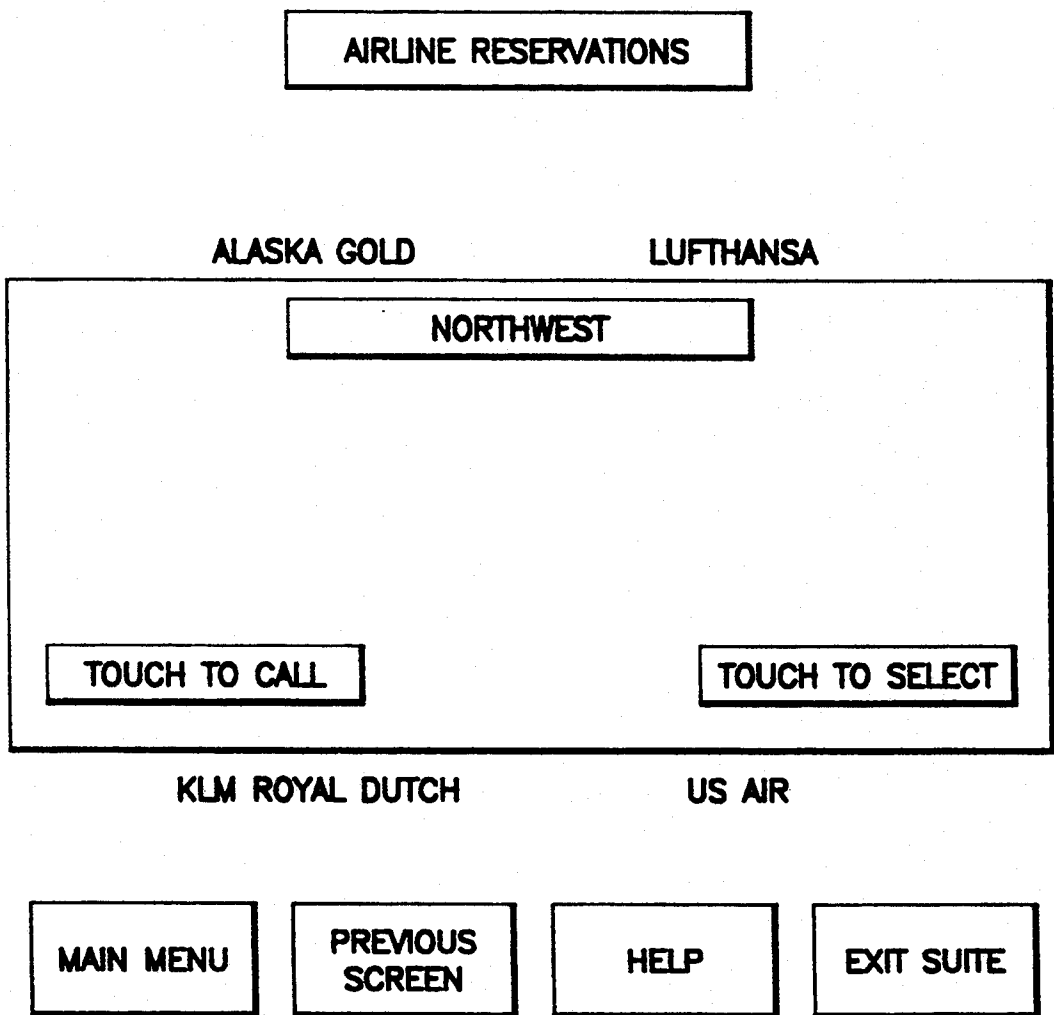 AIRLINE RESERVATIONS
ALASKA GOLD LUFTHANSA
NORTHWEST
TOUCH TO CALL TOUCH TO SELECT
KLM ROYAL DUTCH US AIR
MAIN MENU PREVIOUS SCREEN HELP EXIT SUITE